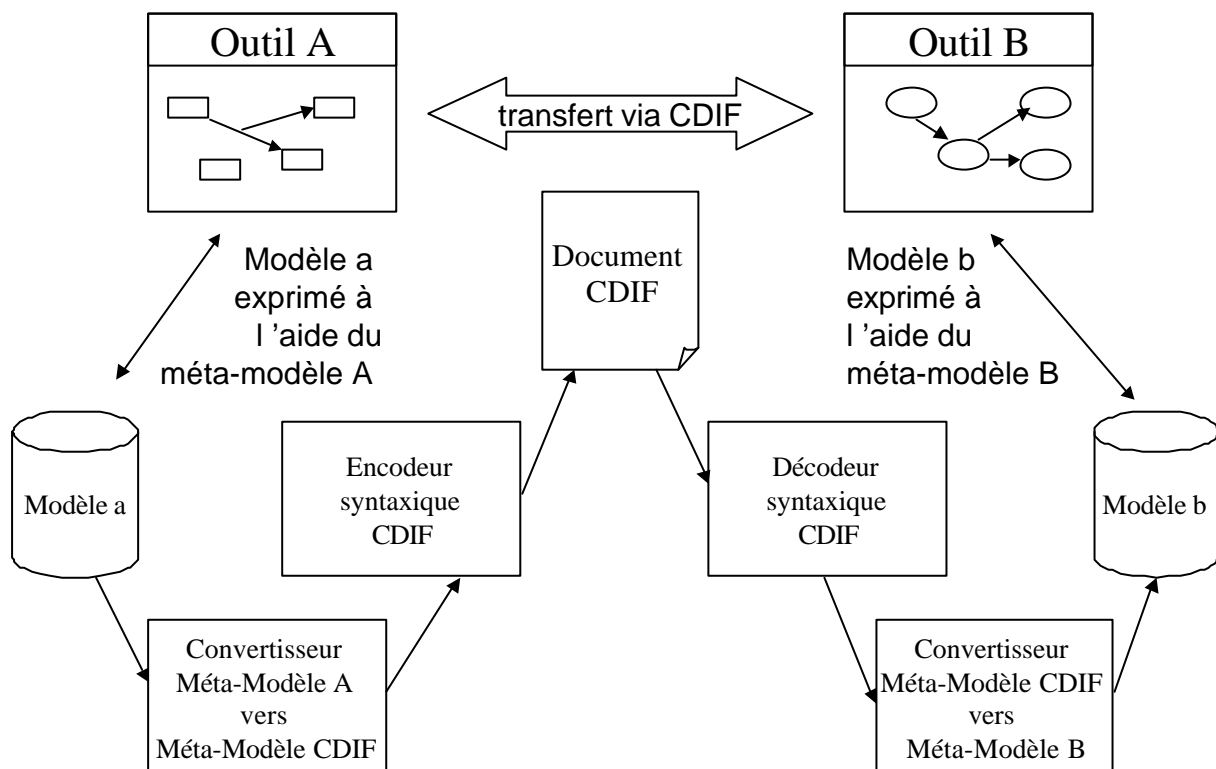 Outil A
Outil B
transfert via CDIF
Modèle a
exprimé à
l ’aide du
méta-modèle A
Document
CDIF
Modèle b
exprimé à
l ’aide du
méta-modèle B
Modèle a
Encodeur
syntaxique
CDIF
Décodeur
syntaxique
CDIF
Modèle b
Convertisseur
Méta-Modèle A
vers
Méta-Modèle CDIF
Convertisseur
Méta-Modèle CDIF
vers
Méta-Modèle B